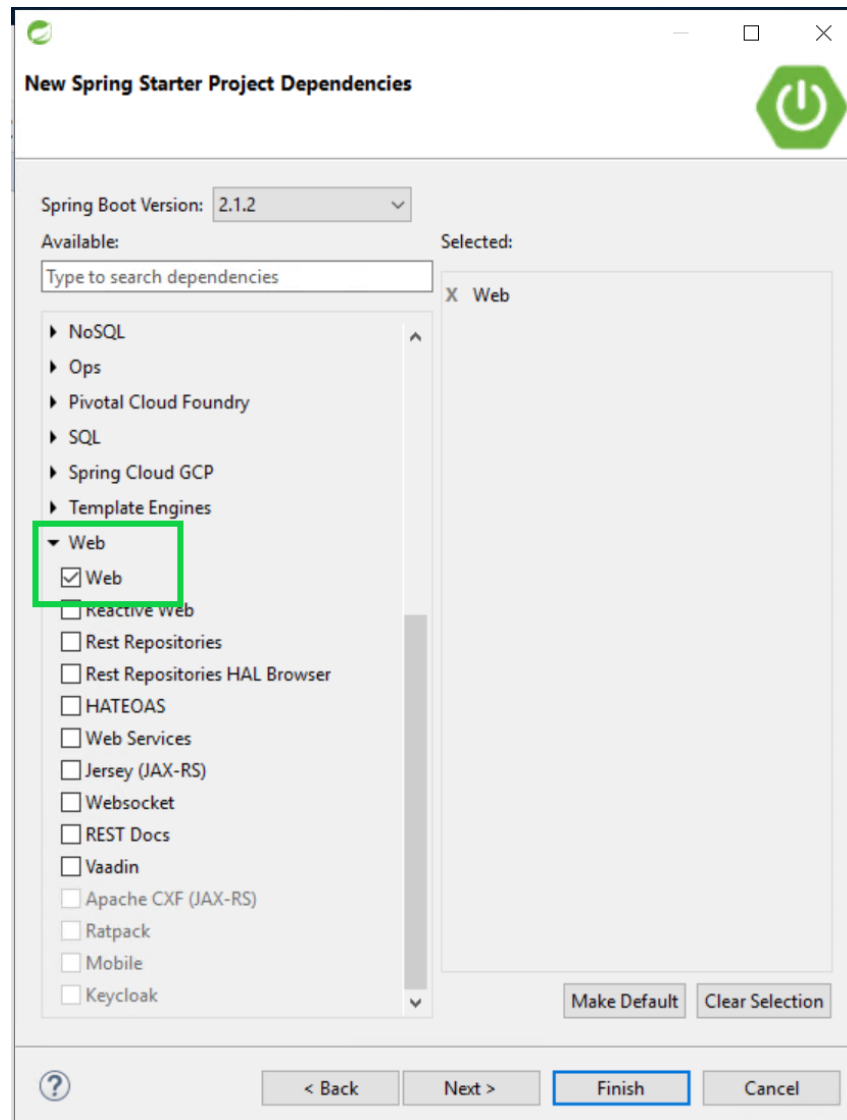 New Spring Starter Project Dependencies
Spring Boot Version: 2.1.2
Available:
Selected:
Type to search dependencies
X Web
NoSQL
Ops
Pivotal Cloud Foundry
SQL
Spring Cloud GCP
Template Engines
Web
Web
Reactive Web
Rest Repositories
Rest Repositories HAL Browser
HATEOAS
Web Services
Jersey (JAX-RS)
Websocket
REST Docs
Vaadin
Apache CXF (JAX-RS)
Ratpack
Mobile
Keycloak
Make Default
Clear Selection
?
< Back
Next >
Finish
Cancel